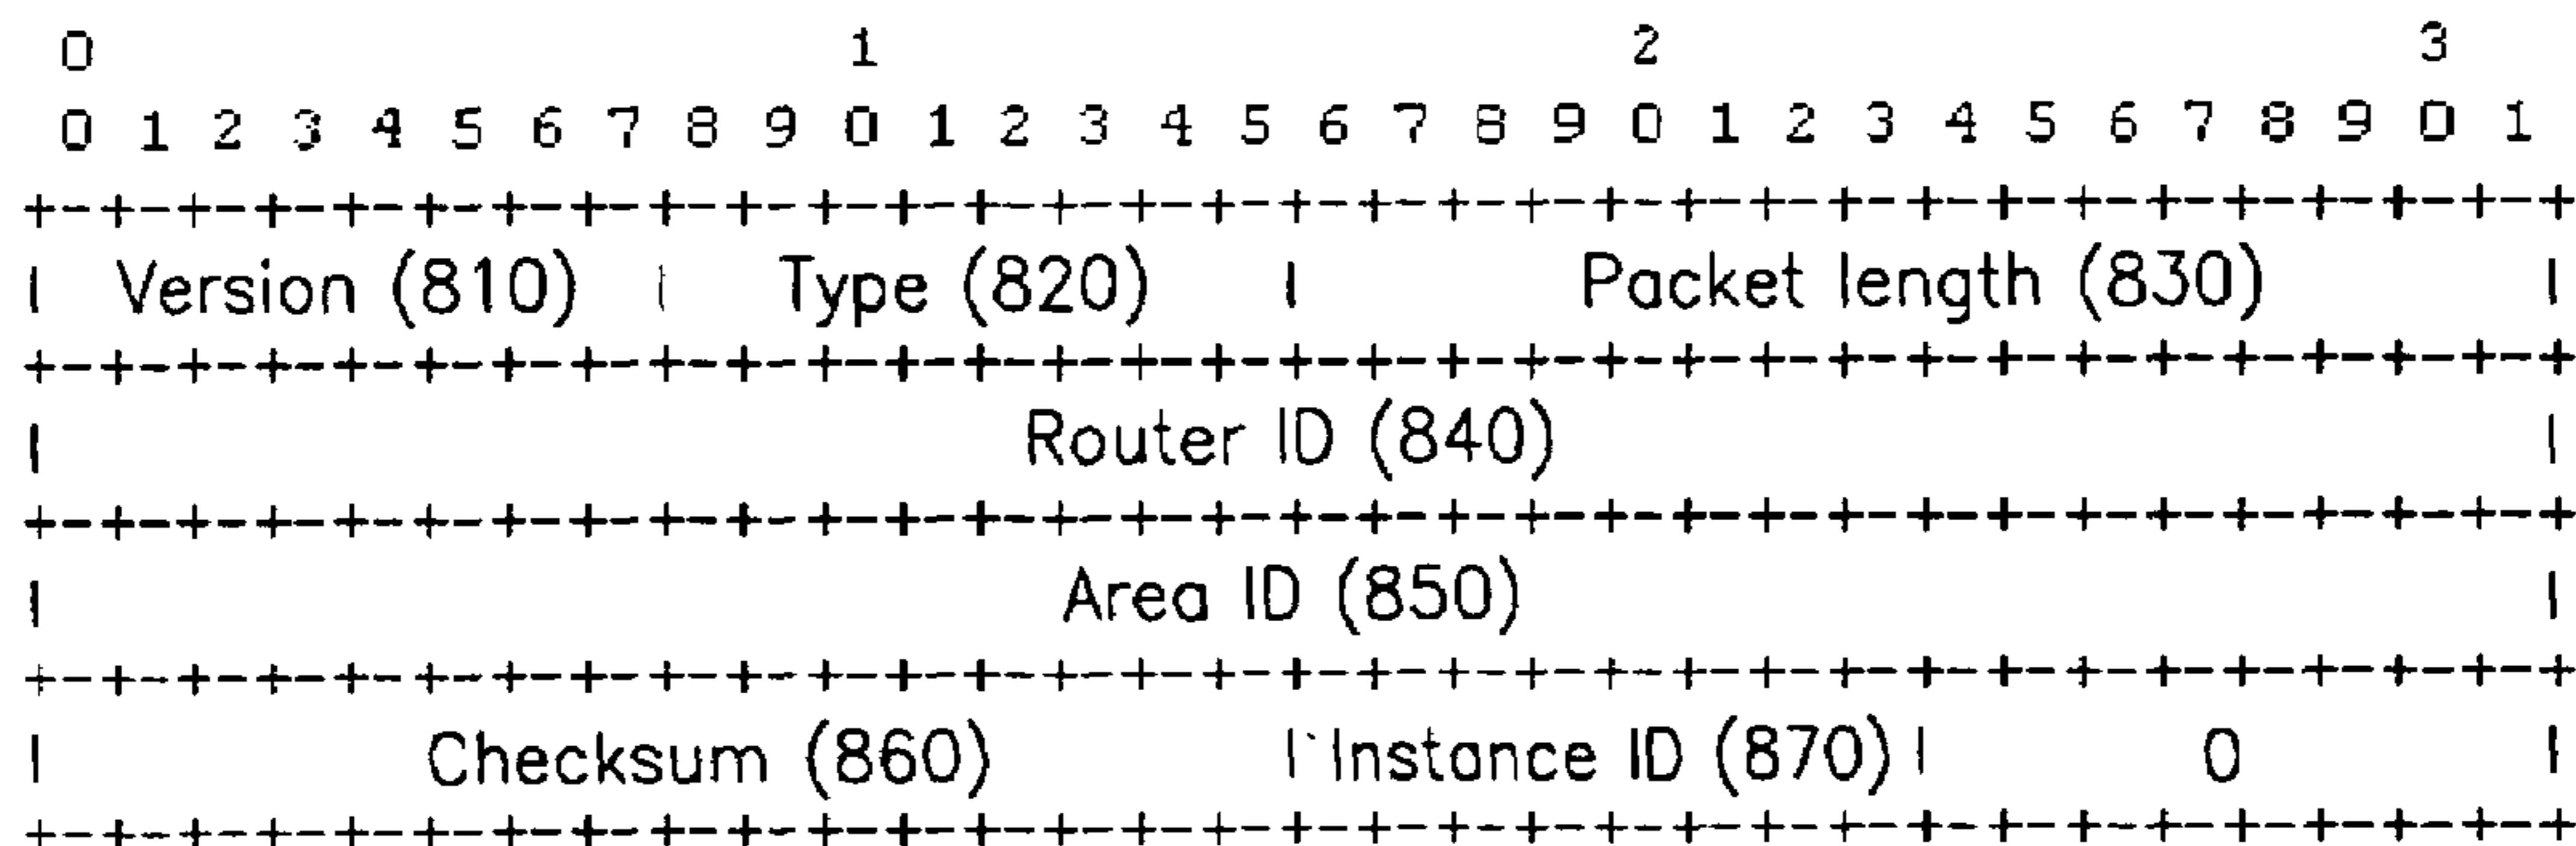 0 1 2 3
0 1 2 3 4 5 6 7 8 9 0 1 2 3 4 5 6 7 8 9 0 1 2 3 4 5 6 7 8 9 0 1
+-+-+-+-+-+-+-+-+-+-+-+-+-+-+-+-+-+-+-+-+-+-+-+-+-+-+-+-+-+-+-+-+
| Version (810) | Type (820) | Packet length (830) |
+-+-+-+-+-+-+-+-+-+-+-+-+-+-+-+-+-+-+-+-+-+-+-+-+-+-+-+-+-+-+-+-+
| Router ID (840) |
+-+-+-+-+-+-+-+-+-+-+-+-+-+-+-+-+-+-+-+-+-+-+-+-+-+-+-+-+-+-+-+-+
| Area ID (850) |
+-+-+-+-+-+-+-+-+-+-+-+-+-+-+-+-+-+-+-+-+-+-+-+-+-+-+-+-+-+-+-+-+
| Checksum (860) | Instance ID (870) | 0 |
+-+-+-+-+-+-+-+-+-+-+-+-+-+-+-+-+-+-+-+-+-+-+-+-+-+-+-+-+-+-+-+-+